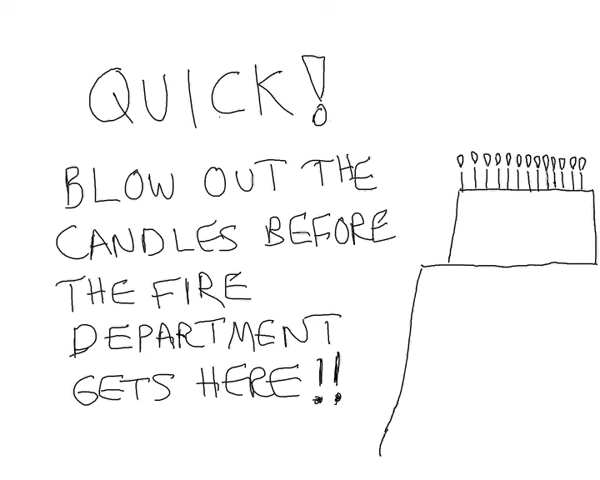 QUICK!
BLOW OUT THE
CANDLES BEFORE
THE FIRE
DEPARTMENT
GETS HERE!!